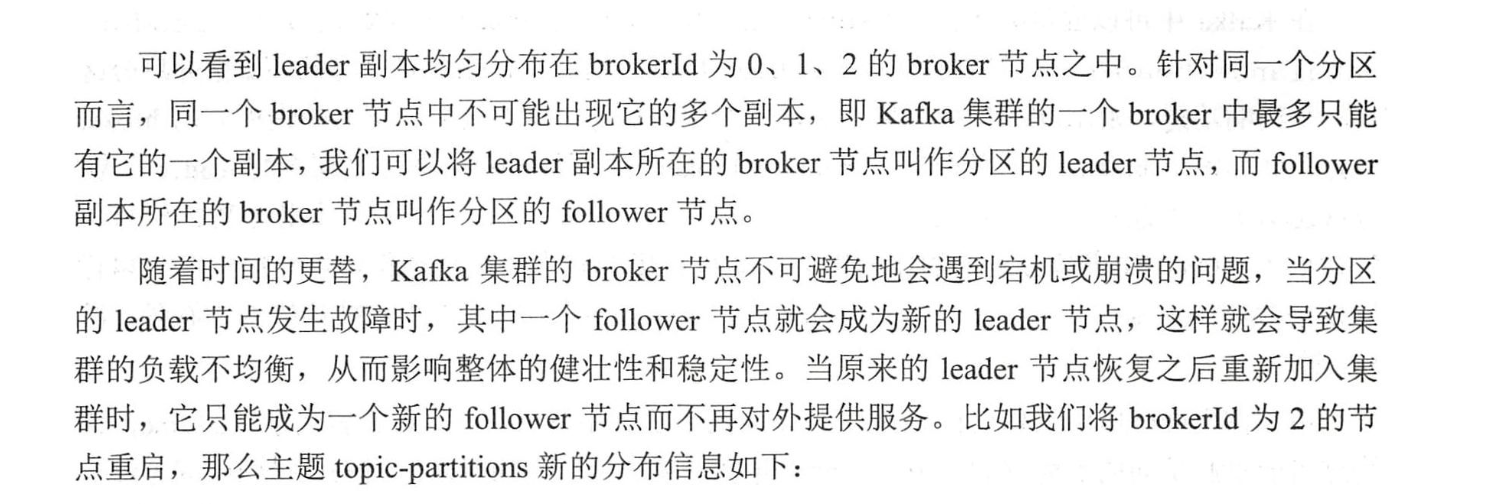 可以看到 leader 副本均匀分布在 brokerId 为 0、1、2 的 broker 节点之中。针对同一个分区
而言，同一个 broker 节点中不可能出现它的多个副本，即 Kafka 集群的一个 broker 中最多只能
有它的一个副本，我们可以将 leader 副本所在的 broker 节点叫作分区的 leader 节点，而 follower
副本所在的 broker 节点叫作分区的 follower 节点。
随着时间的更替，Kafka 集群的 broker 节点不可避免地会遇到宕机或崩溃的问题，当分区
的 leader 节点发生故障时，其中一个 follower 节点就会成为新的 leader 节点，这样就会导致集
群的负载不均衡，从而影响整体的健壮性和稳定性。当原来的 leader 节点恢复之后重新加入集
群时，它只能成为一个新的 follower 节点而不再对外提供服务。比如我们将 brokerId 为 2 的节
点重启，那么主题 topic-partitions 新的分布信息如下：